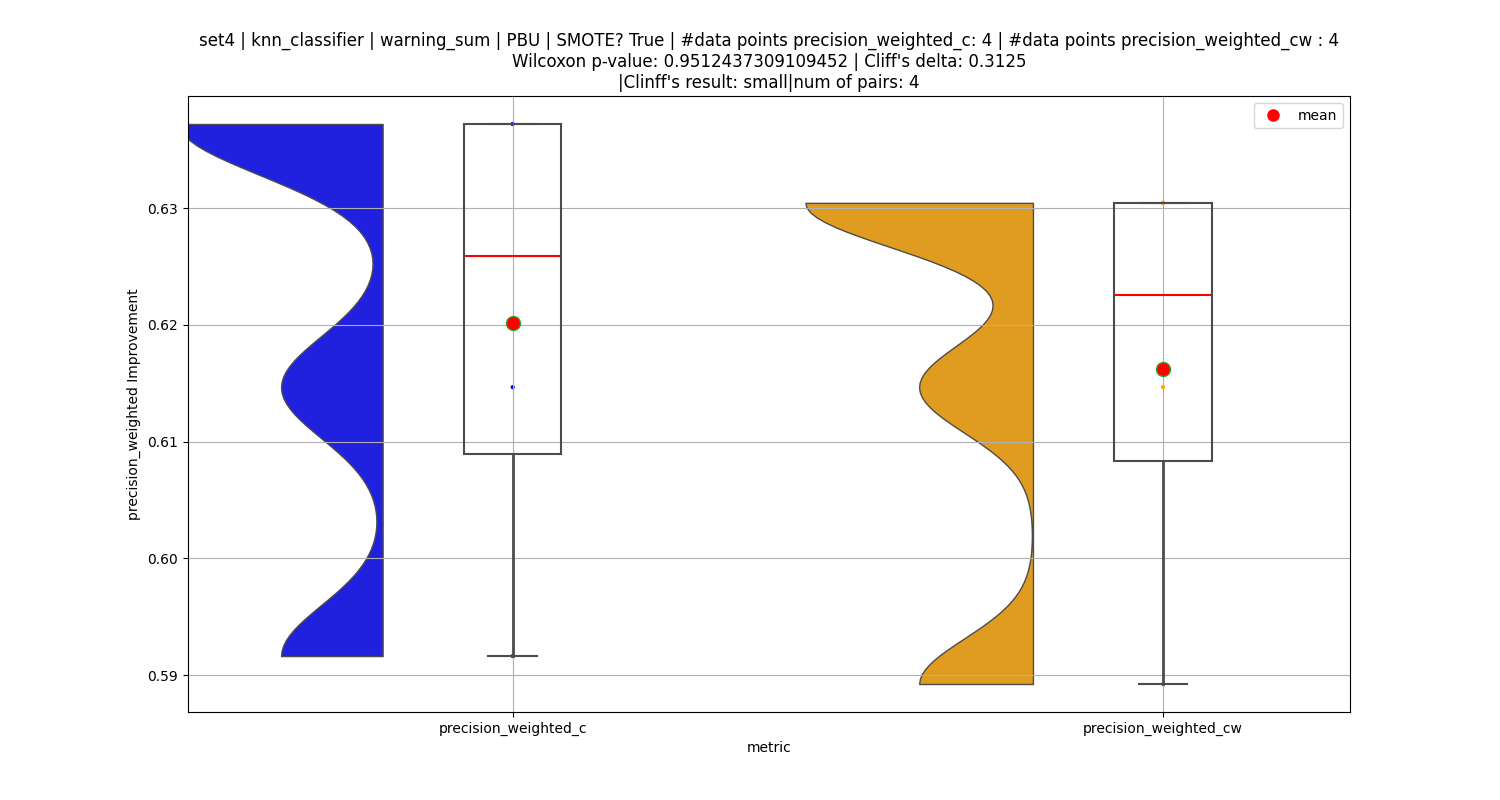 set4 | knn_classifier | warning_sum | PBU | SMOTE? True | #data points precision_weighted_c: 4 | #data points precision_weighted_cw : 4
Wilcoxon p-value: 0.9512437309109452 | Cliff's delta: 0.3125
|Clinff's result: small|num of pairs: 4
mean
0.63
0.62
0.61
0.60
0.59
precision_weighted Improvement
precision_weighted_c
precision_weighted_cw
metric